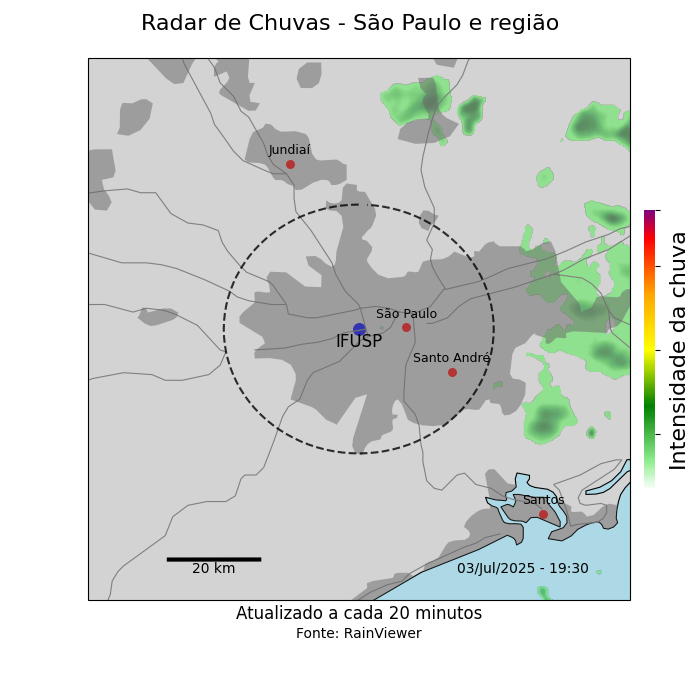 Radar de Chuvas - São Paulo e região
Jundiaí
São Paulo
IFUSP
Santo André
Santos
20 km
03/Jul/2025 - 19:30
Intensidade da chuva
Atualizado a cada 20 minutos
Fonte: RainViewer